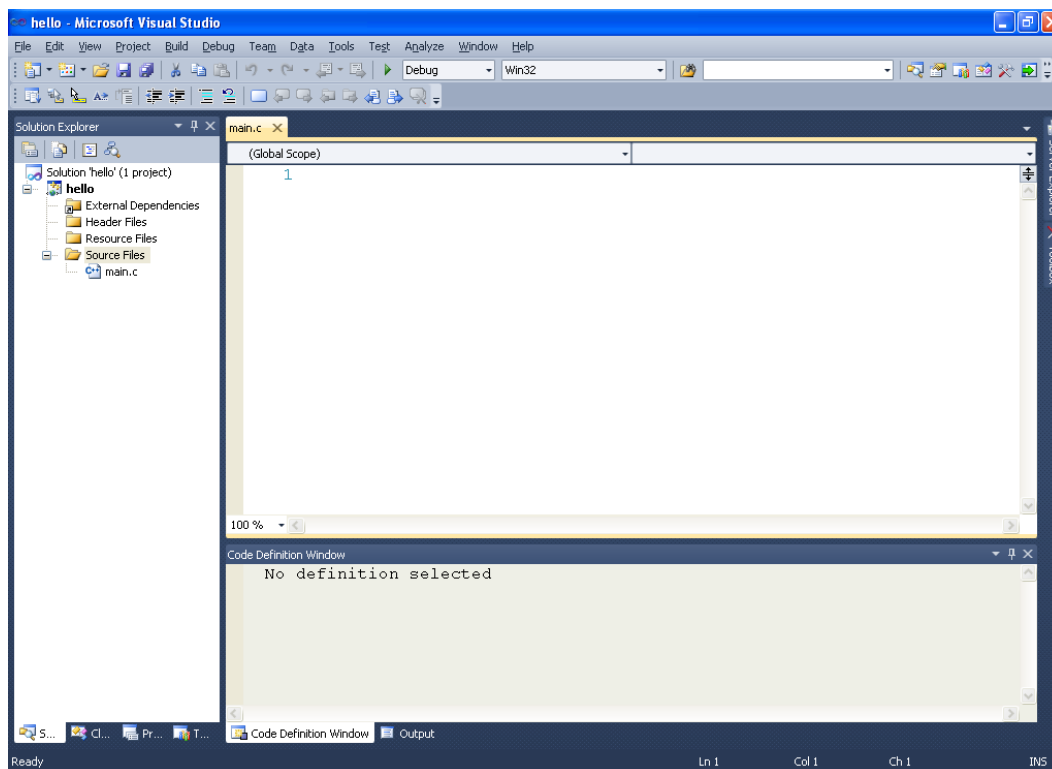 hello - Microsoft Visual Studio
File Edit View Project Build Debug Team Data Tools Test Analyze Window Help
Debug Win32
Solution Explorer
main.c
(Global Scope)
Solution 'hello' (1 project)
hello
External Dependencies
Header Files
Resource Files
Source Files
main.c
1
100 %
Code Definition Window
No definition selected
S... Cl... Pr... T...
Code Definition Window Output
Ready Ln 1 Col 1 Ch 1 INS